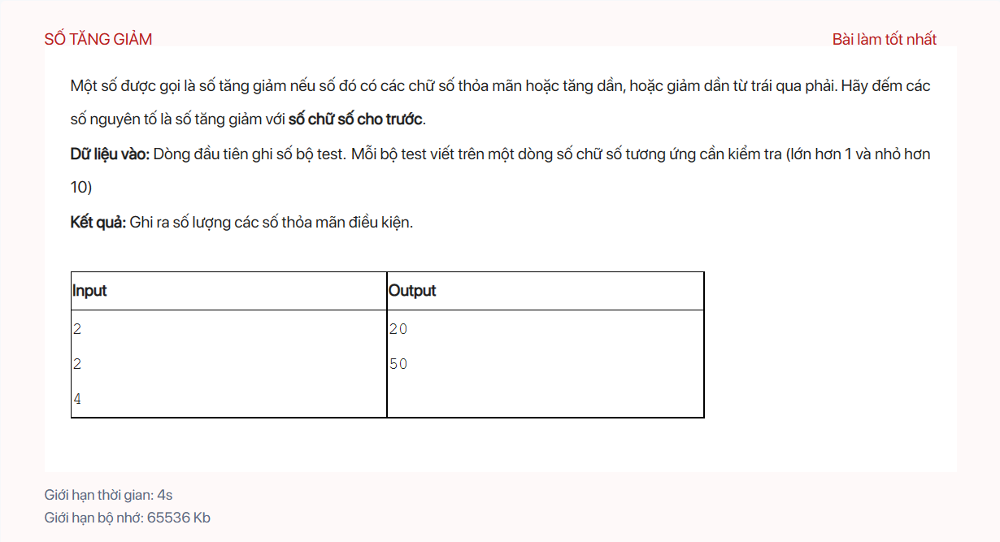 SỐ TĂNG GIẢM
Bài làm tốt nhất
Một số được gọi là số tăng giảm nếu số đó có các chữ số thỏa mãn hoặc tăng dần, hoặc giảm dần từ trái qua phải. Hãy đếm các
số nguyên tố là số tăng giảm với số chữ số cho trước.
Dữ liệu vào: Dòng đầu tiên ghi số bộ test. Mỗi bộ test viết trên một dòng số chữ số tương ứng cần kiểm tra (lớn hơn 1 và nhỏ hơn
10)
Kết quả: Ghi ra số lượng các số thỏa mãn điều kiện.
Input Output
2 20
2 50
4
Giới hạn thời gian: 4s
Giới hạn bộ nhớ: 65536 Kb